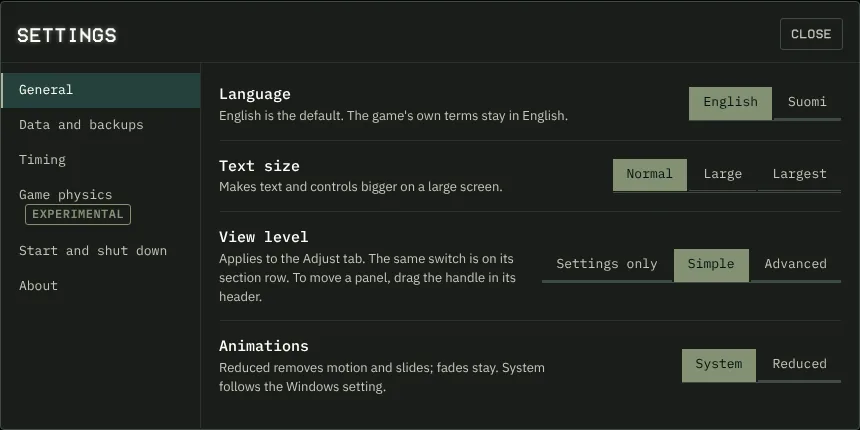 SETTINGS
CLOSE
General
Data and backups
Timing
Game physics
EXPERIMENTAL
Start and shut down
About
Language
English is the default. The game's own terms stay in English.
English Suomi
Text size
Makes text and controls bigger on a large screen.
Normal Large Largest
View level
Applies to the Adjust tab. The same switch is on its
section row. To move a panel, drag the handle in its
header.
Settings only Simple Advanced
Animations
Reduced removes motion and slides; fades stay. System
follows the Windows setting.
System Reduced